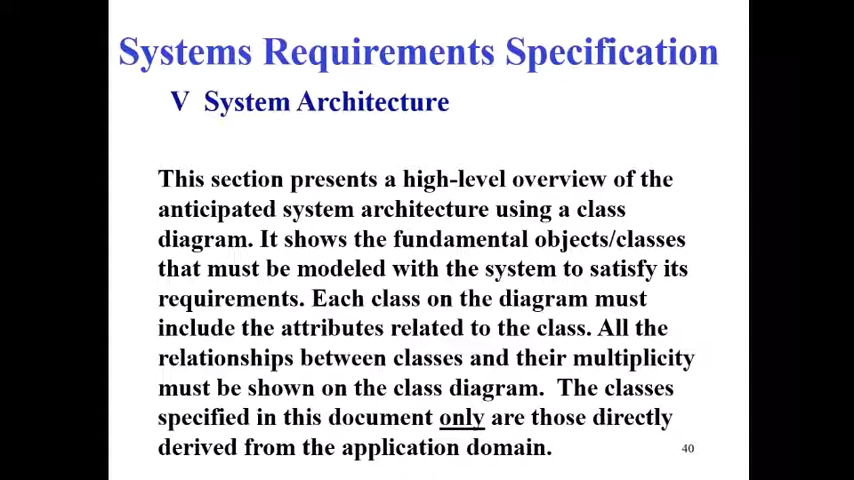 Systems Requirements Specification
V System Architecture
This section presents a high-level overview of the
anticipated system architecture using a class
diagram. It shows the fundamental objects/classes
that must be modeled with the system to satisfy its
requirements. Each class on the diagram must
include the attributes related to the class. All the
relationships between classes and their multiplicity
must be shown on the class diagram. The classes
specified in this document only are those directly
derived from the application domain.
40